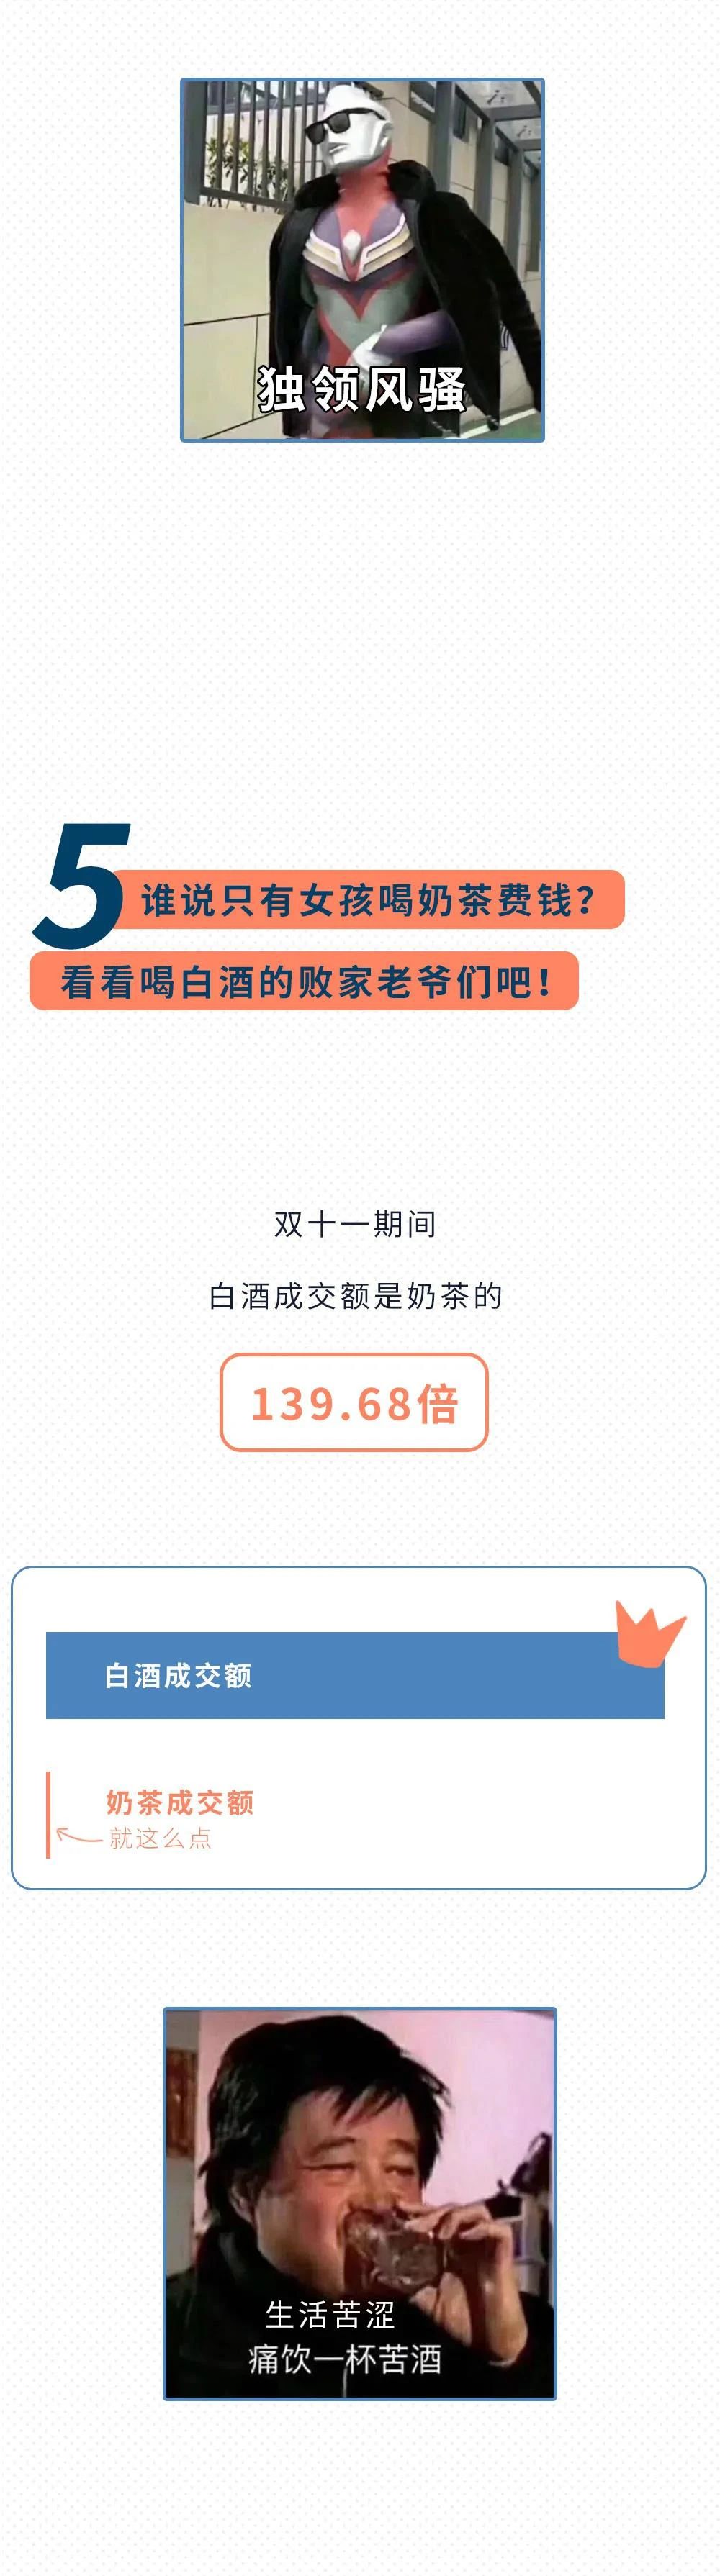 独领风骚
5
谁说只有女孩喝奶茶费钱？
看看喝白酒的败家老爷们吧！
双十一期间
白酒成交额是奶茶的
139.68倍
白酒成交额
奶茶成交额
就这么点
生活苦涩
痛饮一杯苦酒